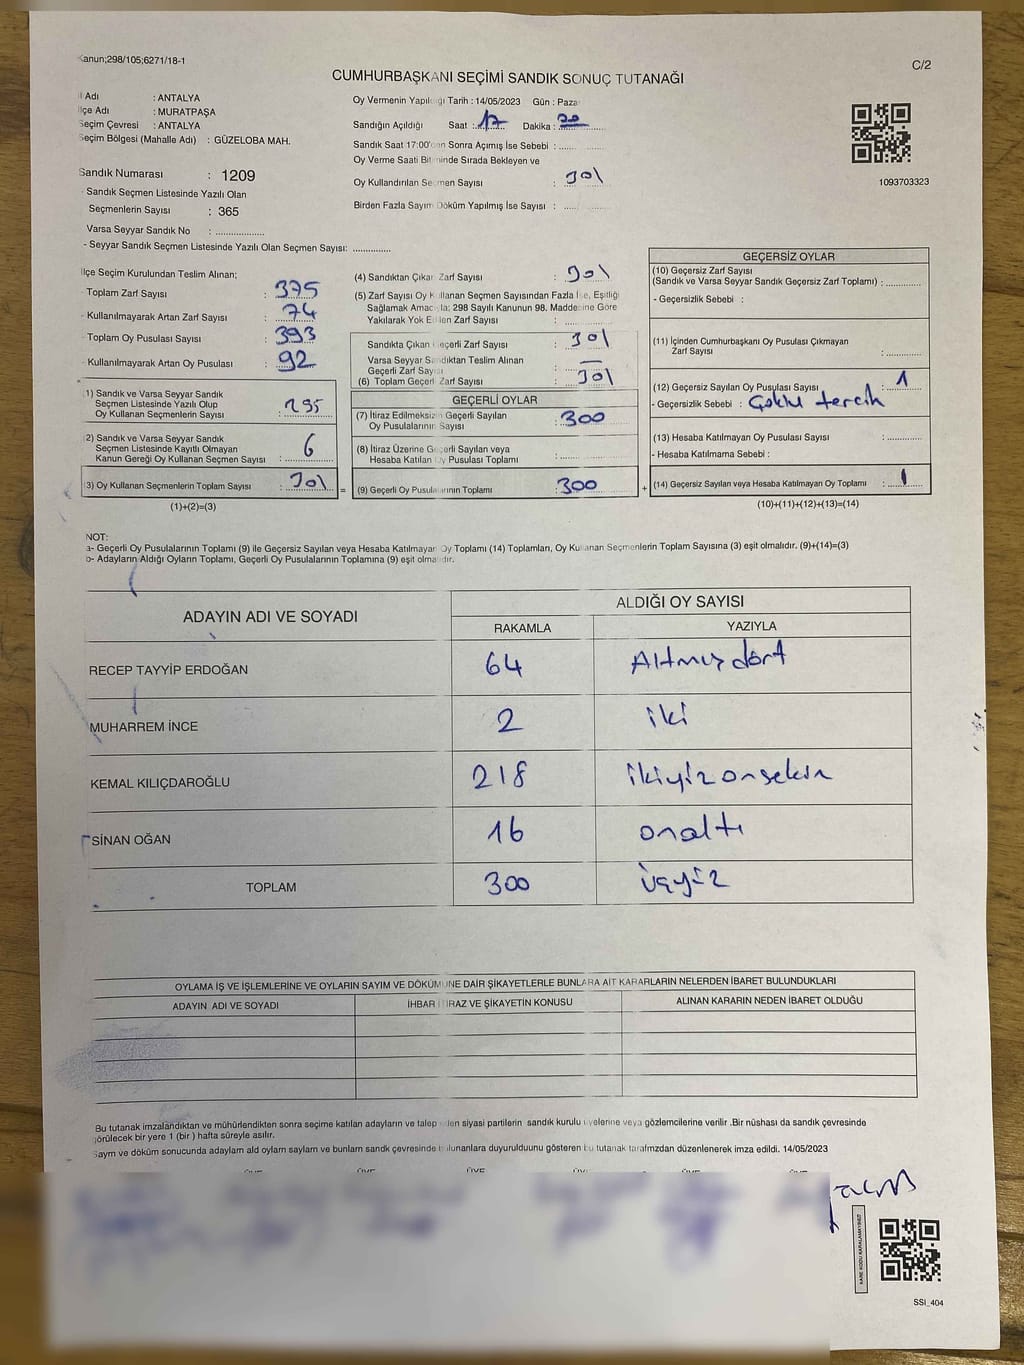 Kanun;298/105;6271/18-1
C/2
CUMHURBAŞKANI SEÇİMİ SANDIK SONUÇ TUTANAĞI
İl Adı : ANTALYA
İlçe Adı : MURATPAŞA
Seçim Çevresi : ANTALYA
Seçim Bölgesi (Mahalle Adı) : GÜZELOBA MAH.
Sandık Numarası : 1209
Sandık Seçmen Listesinde Yazılı Olan
Seçmenlerin Sayısı : 365
Varsa Seyyar Sandık No : ..................
- Seyyar Sandık Seçmen Listesinde Yazılı Olan Seçmen Sayısı: ..............
Oy Vermenin Yapıldığı Tarih : 14/05/2023 Gün : Pazar
Sandığın Açıldığı Saat : 17 Dakika : 20
Sandık Saat 17:00'den Sonra Açımış İse Sebebi :
Oy Verme Saati Bitiminde Sırada Bekleyen ve
Oy Kullandırılan Seçmen Sayısı : 301
Birden Fazla Sayım Döküm Yapılmış İse Sayısı :
1093703323
İlçe Seçim Kurulundan Teslim Alınan;
Toplam Zarf Sayısı : 375
Kullanılmayarak Artan Zarf Sayısı : 74
Toplam Oy Pusulası Sayısı : 393
Kullanılmayarak Artan Oy Pusulası : 92
1) Sandık ve Varsa Seyyar Sandık
Seçmen Listesinde Yazılı Olup
Oy Kullanan Seçmenlerin Sayısı : 295
(2) Sandık ve Varsa Seyyar Sandık
Seçmen Listesinde Kayıtlı Olmayan
Kanun Gereği Oy Kullanan Seçmen Sayısı : 6
(3) Oy Kullanan Seçmenlerin Toplam Sayısı : 301 =
(1)+(2)=(3)
(4) Sandıktan Çıkan Zarf Sayısı : 301
(5) Zarf Sayısı Oy Kullanan Seçmen Sayısından Fazla İse, Eşitliği
Sağlamak Amacıyla; 298 Sayılı Kanunun 98. Maddesine Göre
Yakılarak Yok Edilen Zarf Sayısı :
Sandıkta Çıkan Geçerli Zarf Sayısı : 301
Varsa Seyyar Sandıktan Teslim Alınan
Geçerli Zarf Sayısı : —
(6) Toplam Geçerli Zarf Sayısı : 301
GEÇERLİ OYLAR
(7) İtiraz Edilmeksizin Geçerli Sayılan
Oy Pusulalarının Sayısı : 300
(8) İtiraz Üzerine Geçerli Sayılan veya
Hesaba Katılan Oy Pusulası Toplamı :
(9) Geçerli Oy Pusulalarının Toplamı : 300 +
GEÇERSİZ OYLAR
(10) Geçersiz Zarf Sayısı
(Sandık ve Varsa Seyyar Sandık Geçersiz Zarf Toplamı) :
- Geçersizlik Sebebi :
(11) İçinden Cumhurbaşkanı Oy Pusulası Çıkmayan
Zarf Sayısı :
(12) Geçersiz Sayılan Oy Pusulası Sayısı : 1
- Geçersizlik Sebebi : Çoklu tercih
(13) Hesaba Katılmayan Oy Pusulası Sayısı :
- Hesaba Katılmama Sebebi :
(14) Geçersiz Sayılan veya Hesaba Katılmayan Oy Toplamı : 1
(10)+(11)+(12)+(13)=(14)
NOT:
a- Geçerli Oy Pusulalarının Toplamı (9) ile Geçersiz Sayılan veya Hesaba Katılmayan Oy Toplamı (14) Toplamları, Oy Kullanan Seçmenlerin Toplam Sayısına (3) eşit olmalıdır. (9)+(14)=(3)
b- Adayların Aldığı Oyların Toplamı, Geçerli Oy Pusulalarının Toplamına (9) eşit olmalıdır.
ADAYIN ADI VE SOYADI
ALDIĞI OY SAYISI
RAKAMLA YAZIYLA
RECEP TAYYİP ERDOĞAN 64 Altmış dört
MUHARREM İNCE 2 iki
KEMAL KILIÇDAROĞLU 218 ikiyüz onsekiz
SİNAN OĞAN 16 onaltı
TOPLAM 300 üçyüz
OYLAMA İŞ VE İŞLEMLERİNE VE OYLARIN SAYIM VE DÖKÜMÜNE DAİR ŞİKAYETLERLE BUNLARA AİT KARARLARIN NELERDEN İBARET BULUNDUKLARI
ADAYIN ADI VE SOYADI İHBAR İTİRAZ VE ŞİKAYETİN KONUSU ALINAN KARARIN NEDEN İBARET OLDUĞU
Bu tutanak imzalandıktan ve mühürlendikten sonra seçime katılan adayların ve talep eden siyasi partilerin sandık kurulu üyelerine veya gözlemcilerine verilir .Bir nüshası da sandık çevresinde
görülecek bir yere 1 (bir ) hafta süreyle asılır.
Saym ve döküm sonucunda adaylam ald oylam saylam ve bunlam sandk çevresinde bulunanlara duyurulduunu gösteren bu tutanak tarafmzdan düzenlenerek imza edildi. 14/05/2023
KARE KODU KARALAMAYINIZ!
SSI_404